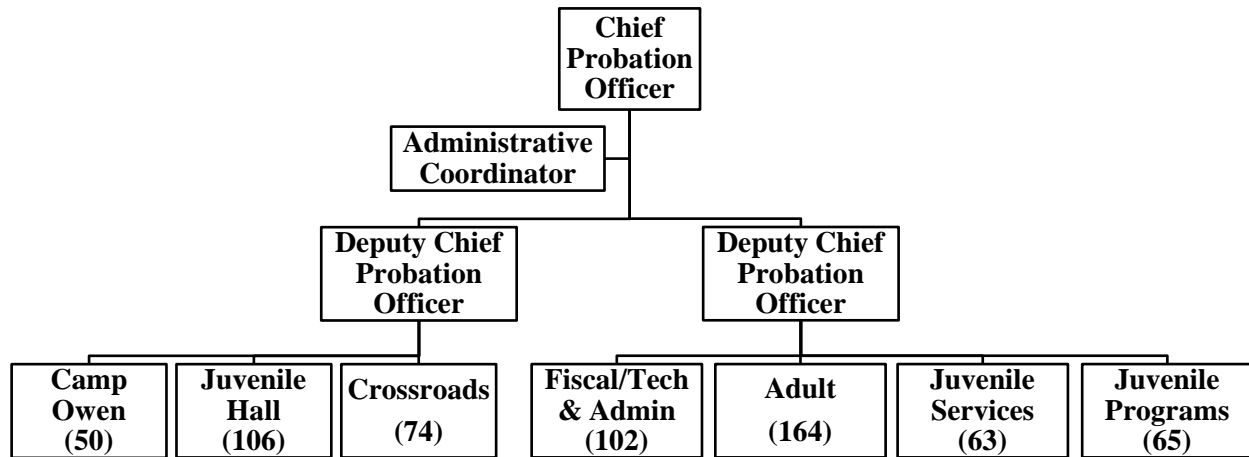 Chief
Probation
Officer
Administrative
Coordinator
Deputy Chief
Probation
Officer
Deputy Chief
Probation
Officer
Camp
Owen
(50)
Juvenile
Hall
(106)
Crossroads
(74)
Fiscal/Tech
& Admin
(102)
Adult
(164)
Juvenile
Services
(63)
Juvenile
Programs
(65)